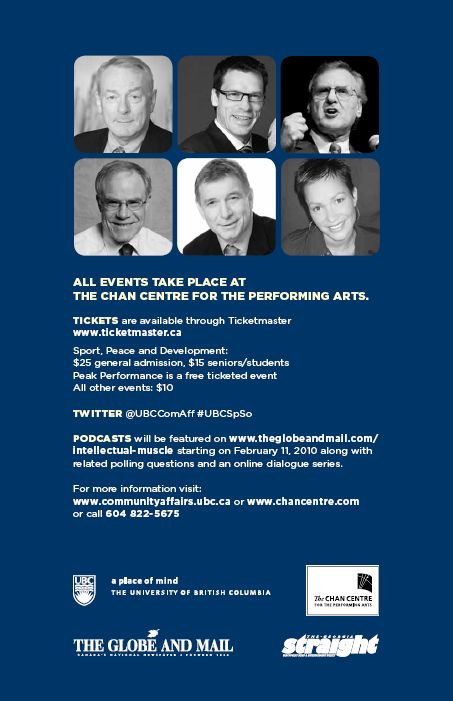 ALL EVENTS TAKE PLACE AT
THE CHAN CENTRE FOR THE PERFORMING ARTS.
TICKETS are available through Ticketmaster
www.ticketmaster.ca
Sport, Peace and Development:
$25 general admission, $15 seniors/students
Peak Performance is a free ticketed event
All other events: $10
TWITTER @UBCComAff #UBCSpSo
PODCASTS will be featured on www.theglobeandmail.com/
intellectual-muscle starting on February 11, 2010 along with
related polling questions and an online dialogue series.
For more information visit:
www.communityaffairs.ubc.ca or www.chancentre.com
or call 604 822-5675
UBC
a place of mind
THE UNIVERSITY OF BRITISH COLUMBIA
The CHAN CENTRE
FOR THE PERFORMING ARTS
THE GLOBE AND MAIL
CANADA'S NATIONAL NEWSPAPER
THE GEORGIA
straight